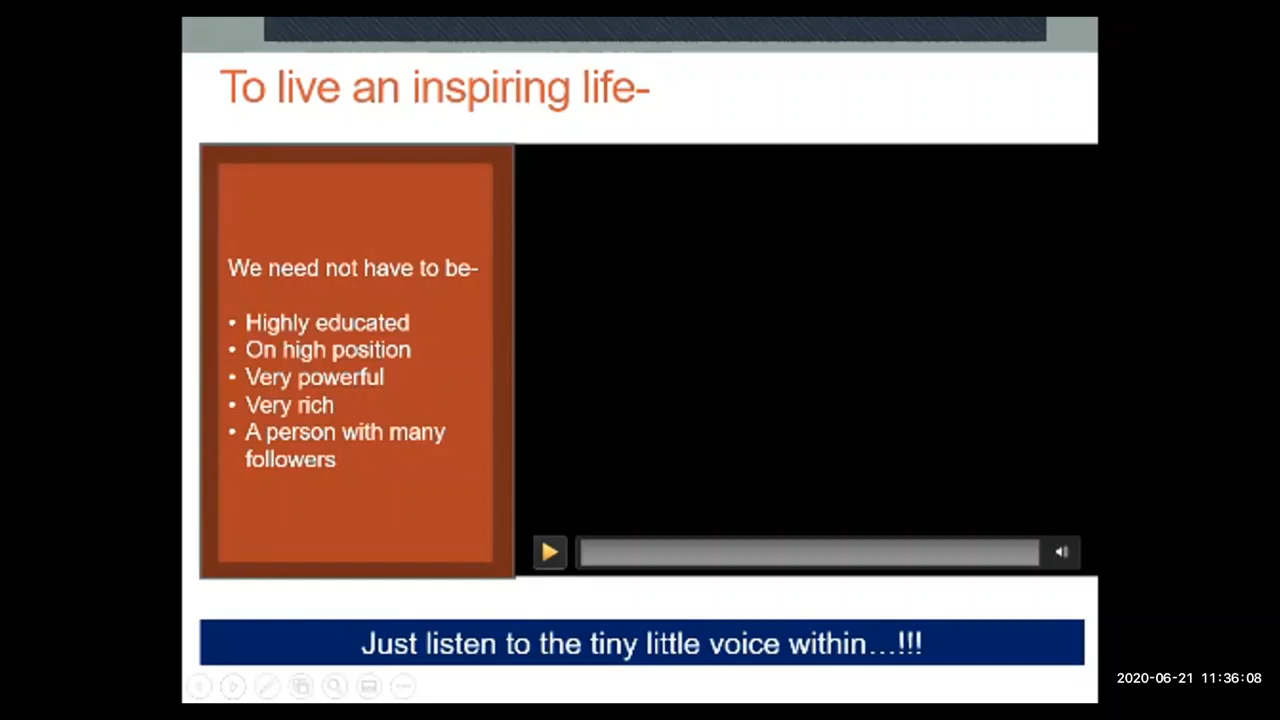 To live an inspiring life-
We need not have to be-
• Highly educated
• On high position
• Very powerful
• Very rich
• A person with many
followers
Just listen to the tiny little voice within...!!!
2020-06-21 11:36:08